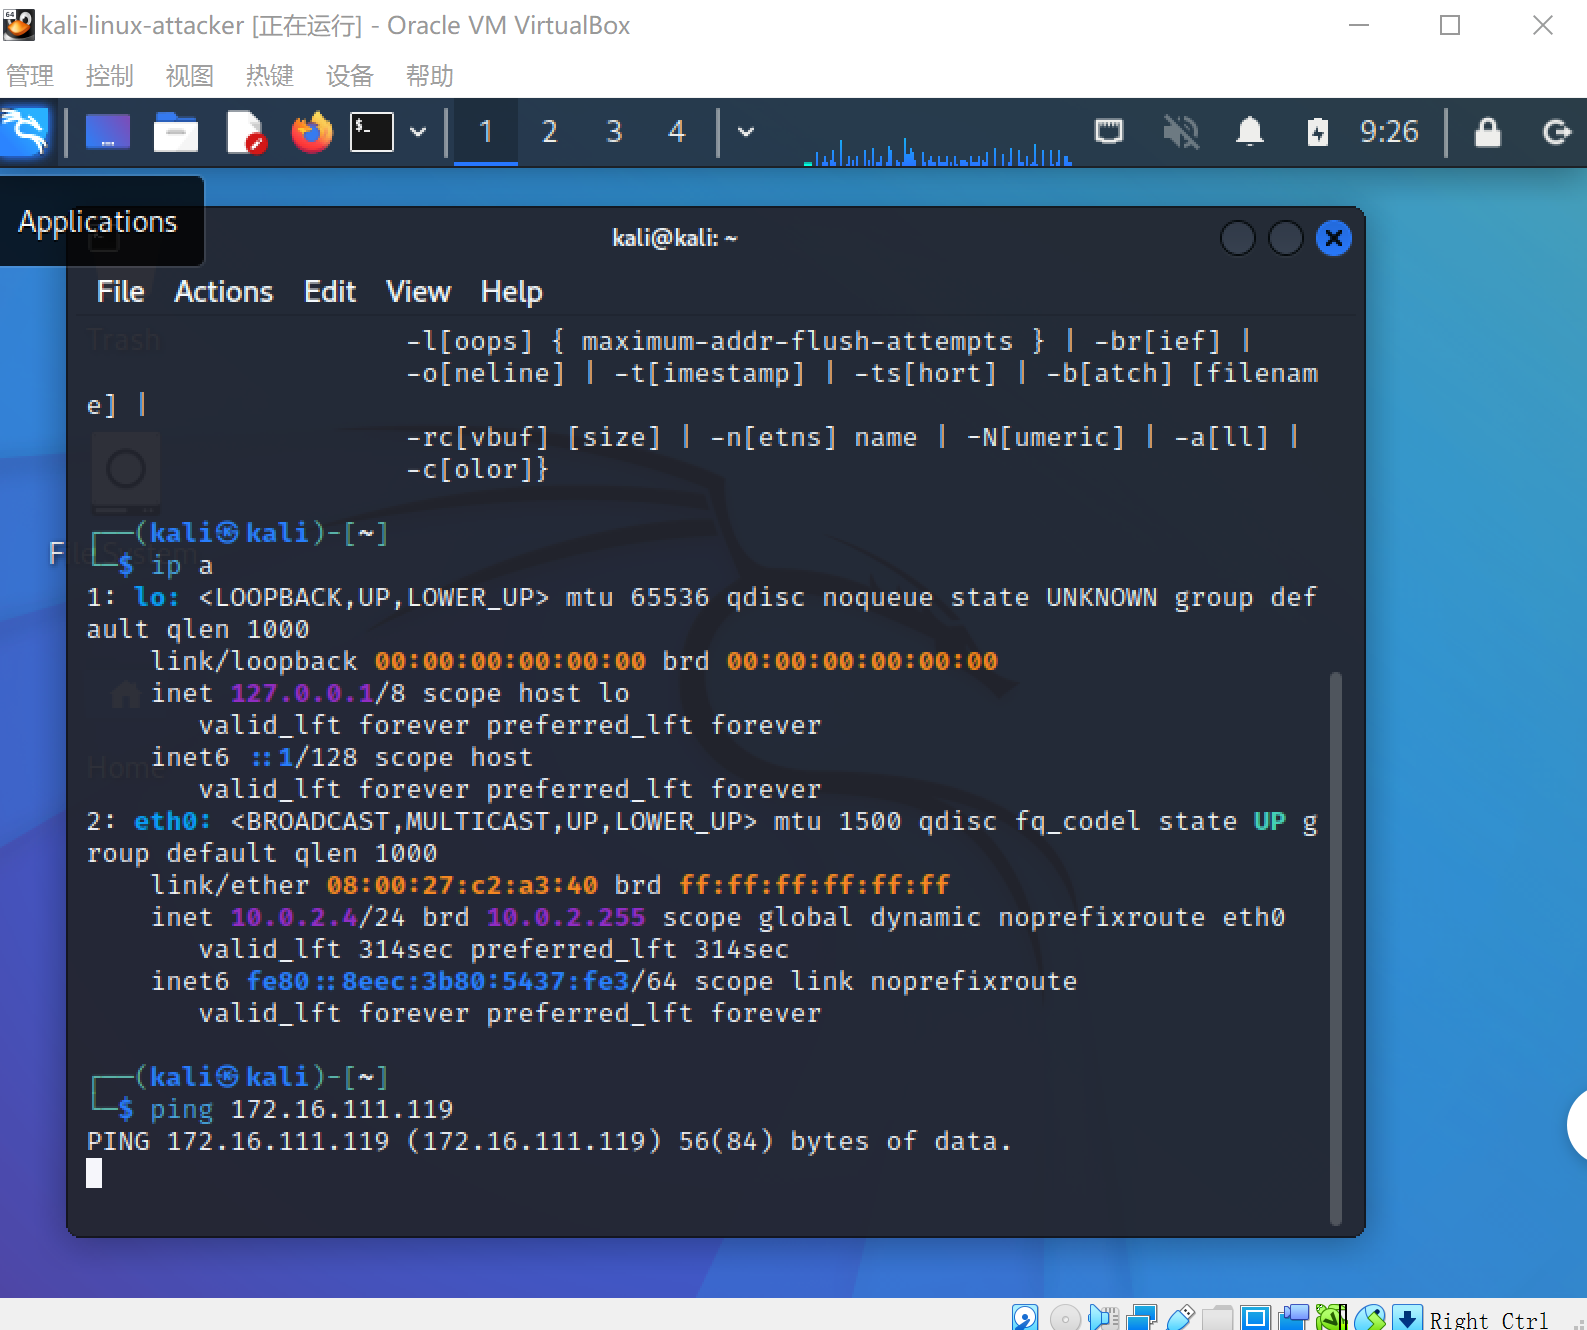 kali-linux-attacker [正在运行] - Oracle VM VirtualBox
管理 控制 视图 热键 设备 帮助
1 2 3 4 9:26
Applications
kali@kali: ~
File Actions Edit View Help
Trash
-l[oops] { maximum-addr-flush-attempts } | -br[ief] |
-o[neline] | -t[imestamp] | -ts[hort] | -b[atch] [filenam
e] |
-rc[vbuf] [size] | -n[etns] name | -N[umeric] | -a[ll] |
-c[olor]}
┌──(kali㉿kali)-[~]
File System
└─$ ip a
1: lo: <LOOPBACK,UP,LOWER_UP> mtu 65536 qdisc noqueue state UNKNOWN group def
ault qlen 1000
link/loopback 00:00:00:00:00:00 brd 00:00:00:00:00:00
inet 127.0.0.1/8 scope host lo
valid_lft forever preferred_lft forever
inet6 ::1/128 scope host
Home
valid_lft forever preferred_lft forever
2: eth0: <BROADCAST,MULTICAST,UP,LOWER_UP> mtu 1500 qdisc fq_codel state UP g
roup default qlen 1000
link/ether 08:00:27:c2:a3:40 brd ff:ff:ff:ff:ff:ff
inet 10.0.2.4/24 brd 10.0.2.255 scope global dynamic noprefixroute eth0
valid_lft 314sec preferred_lft 314sec
inet6 fe80::8eec:3b80:5437:fe3/64 scope link noprefixroute
valid_lft forever preferred_lft forever
┌──(kali㉿kali)-[~]
└─$ ping 172.16.111.119
PING 172.16.111.119 (172.16.111.119) 56(84) bytes of data.
Right Ctrl